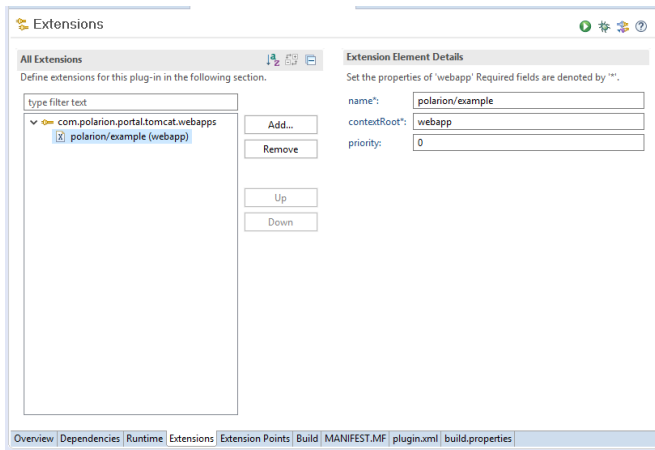 Extensions
All Extensions
Define extensions for this plug-in in the following section.
type filter text
com.polarion.portal.tomcat.webapps
polarion/example (webapp)
Add...
Remove
Up
Down
Extension Element Details
Set the properties of 'webapp' Required fields are denoted by '*'.
name*: polarion/example
contextRoot*: webapp
priority: 0
Overview Dependencies Runtime Extensions Extension Points Build MANIFEST.MF plugin.xml build.properties